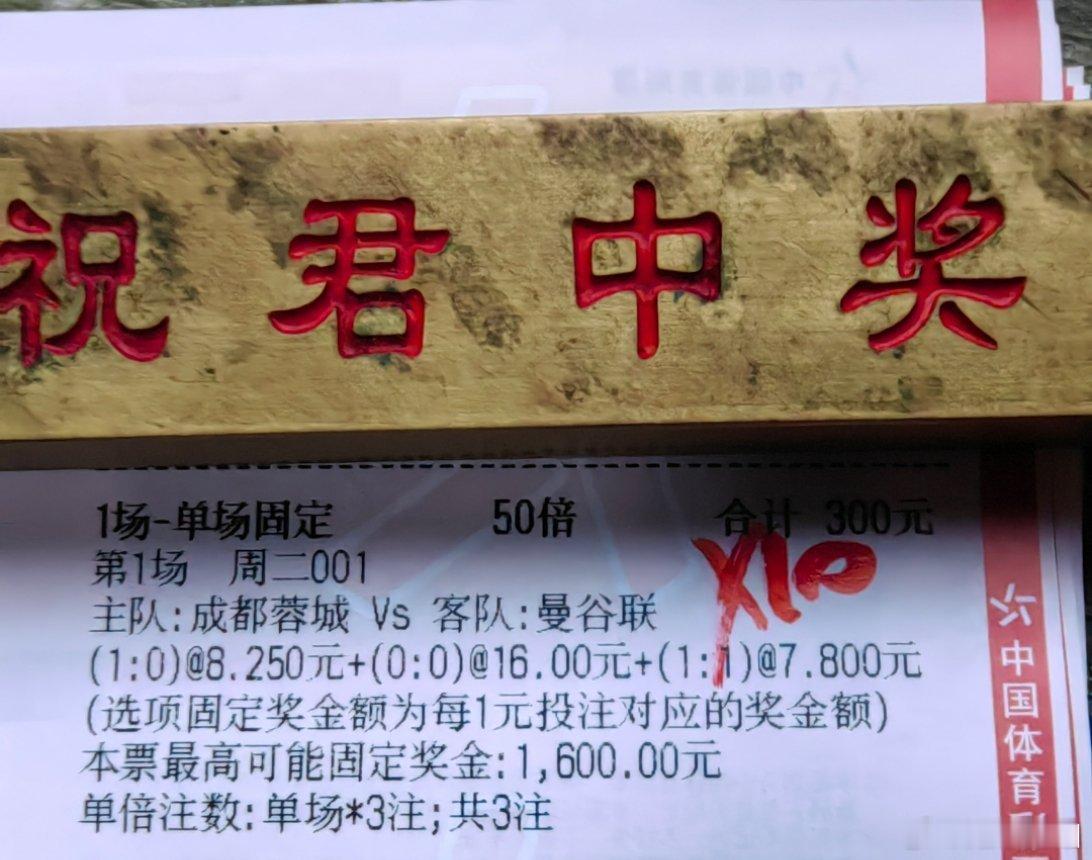 祝君中奖
1场-单场固定 50倍 合计 300元
X10
第1场 周二001
主队:成都蓉城 Vs 客队:曼谷联
(1:0)@8.250元+(0:0)@16.00元+(1:1)@7.800元
(选项固定奖金额为每1元投注对应的奖金额)
本票最高可能固定奖金:1,600.00元
单倍注数:单场*3注;共3注
中国体育